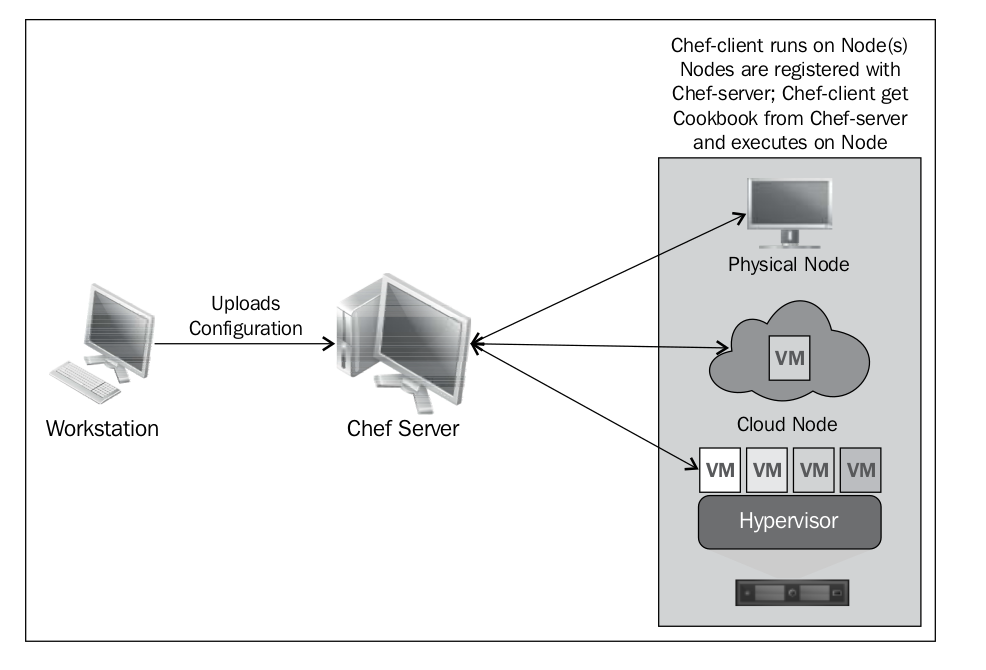 Chef-client runs on Node(s)
Nodes are registered with
Chef-server; Chef-client get
Cookbook from Chef-server
and executes on Node
Physical Node
Uploads
Configuration
VM
Workstation
Chef Server
Cloud Node
VM VM VM VM
Hypervisor